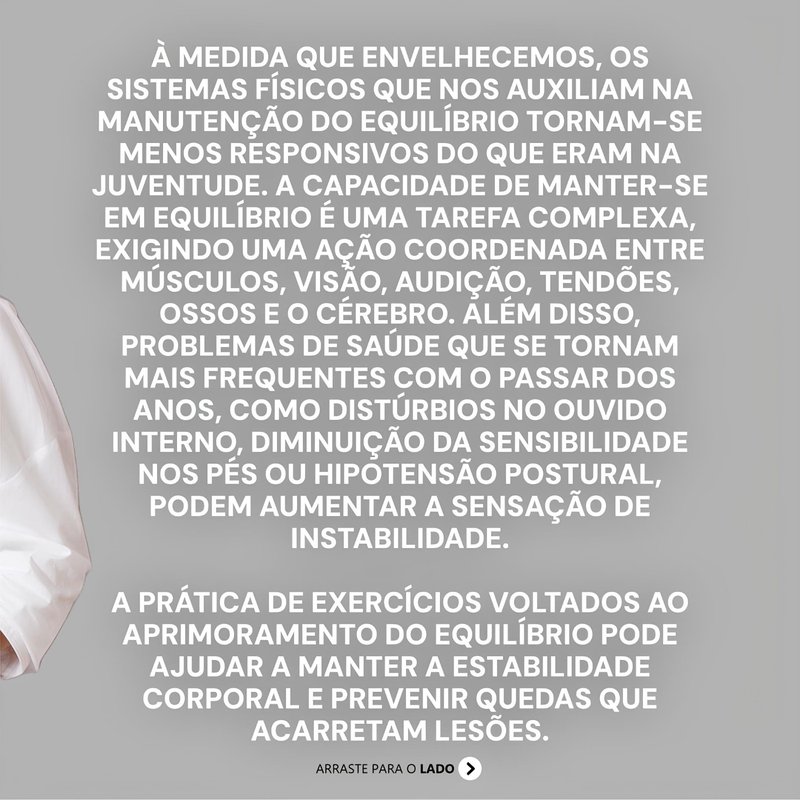 À MEDIDA QUE ENVELHECEMOS, OS
SISTEMAS FÍSICOS QUE NOS AUXILIAM NA
MANUTENÇÃO DO EQUILÍBRIO TORNAM-SE
MENOS RESPONSIVOS DO QUE ERAM NA
JUVENTUDE. A CAPACIDADE DE MANTER-SE
EM EQUILÍBRIO É UMA TAREFA COMPLEXA,
EXIGINDO UMA AÇÃO COORDENADA ENTRE
MÚSCULOS, VISÃO, AUDIÇÃO, TENDÕES,
OSSOS E O CÉREBRO. ALÉM DISSO,
PROBLEMAS DE SAÚDE QUE SE TORNAM
MAIS FREQUENTES COM O PASSAR DOS
ANOS, COMO DISTÚRBIOS NO OUVIDO
INTERNO, DIMINUIÇÃO DA SENSIBILIDADE
NOS PÉS OU HIPOTENSÃO POSTURAL,
PODEM AUMENTAR A SENSAÇÃO DE
INSTABILIDADE.
A PRÁTICA DE EXERCÍCIOS VOLTADOS AO
APRIMORAMENTO DO EQUILÍBRIO PODE
AJUDAR A MANTER A ESTABILIDADE
CORPORAL E PREVENIR QUEDAS QUE
ACARRETAM LESÕES.
ARRASTE PARA O LADO